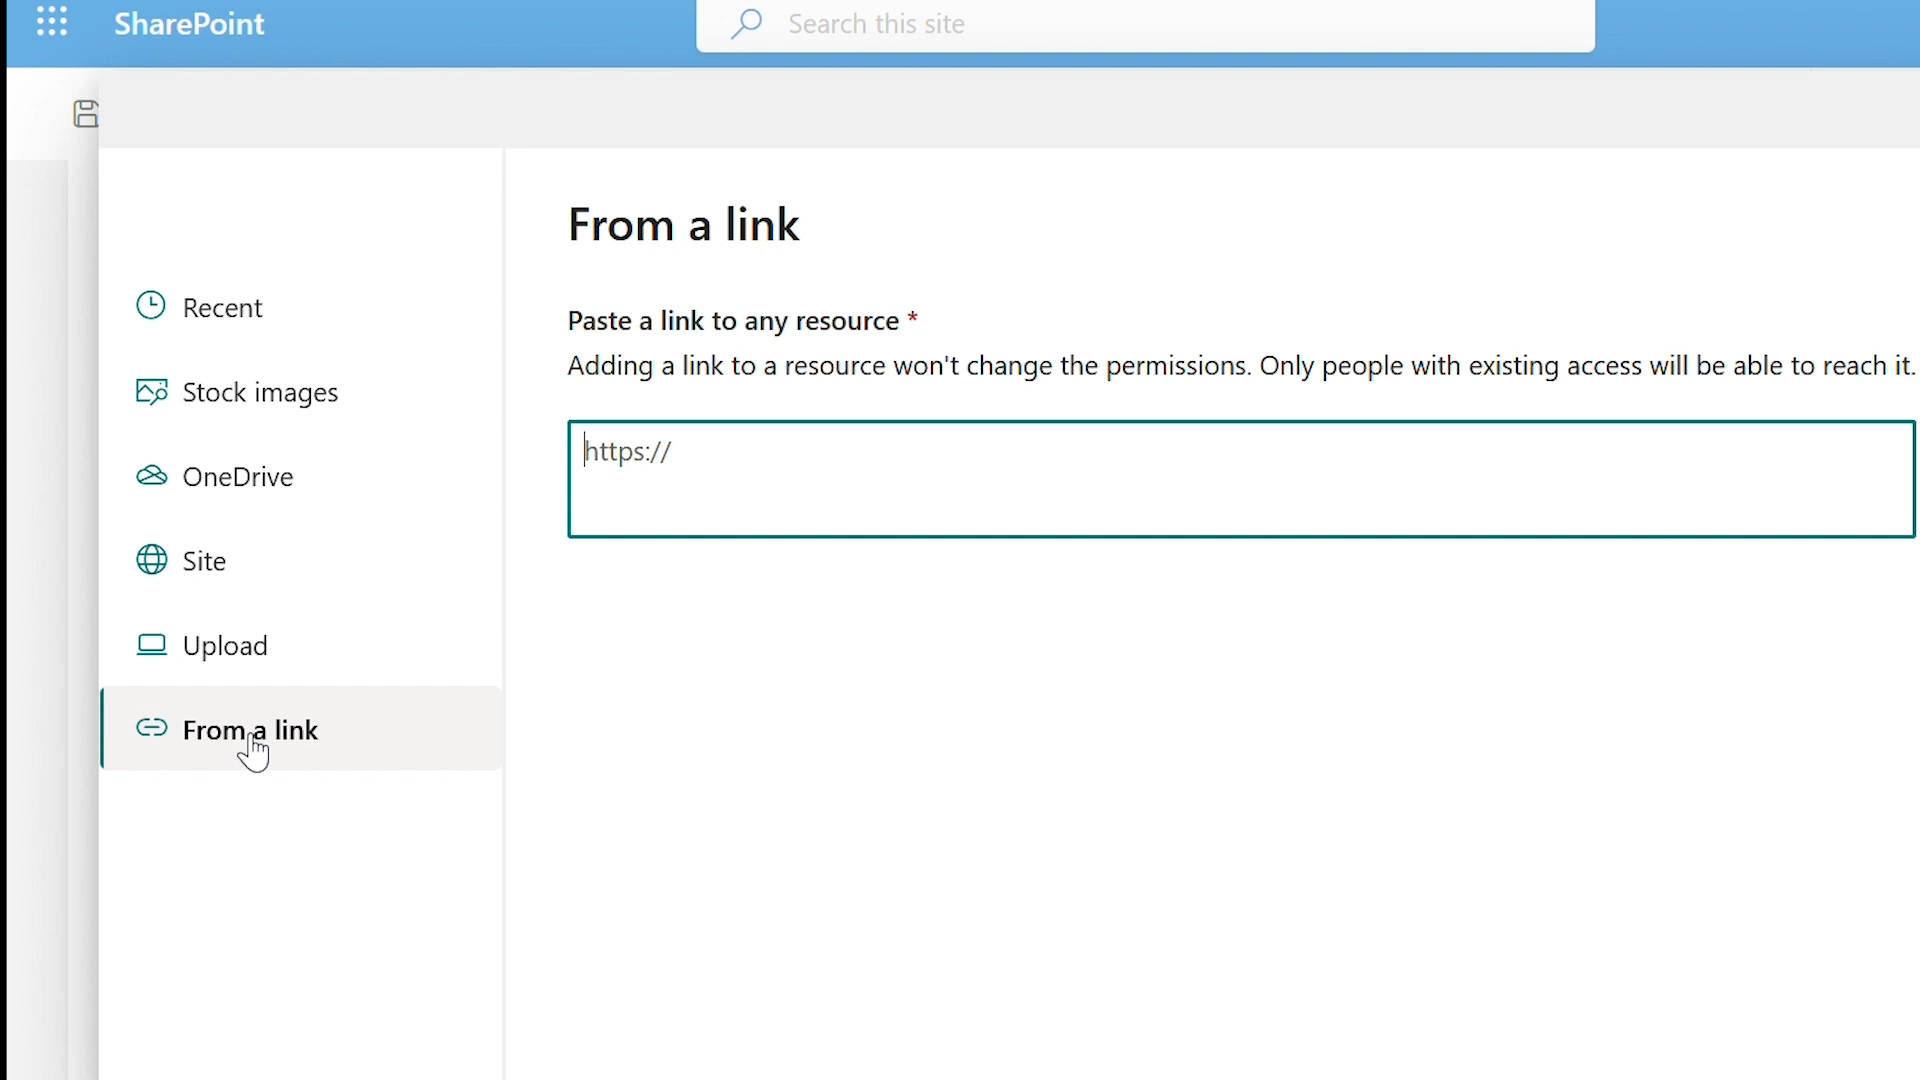 SharePoint
Search this site
From a link
Paste a link to any resource *
Adding a link to a resource won't change the permissions. Only people with existing access will be able to reach it.
https://
Recent
Stock images
OneDrive
Site
Upload
From a link